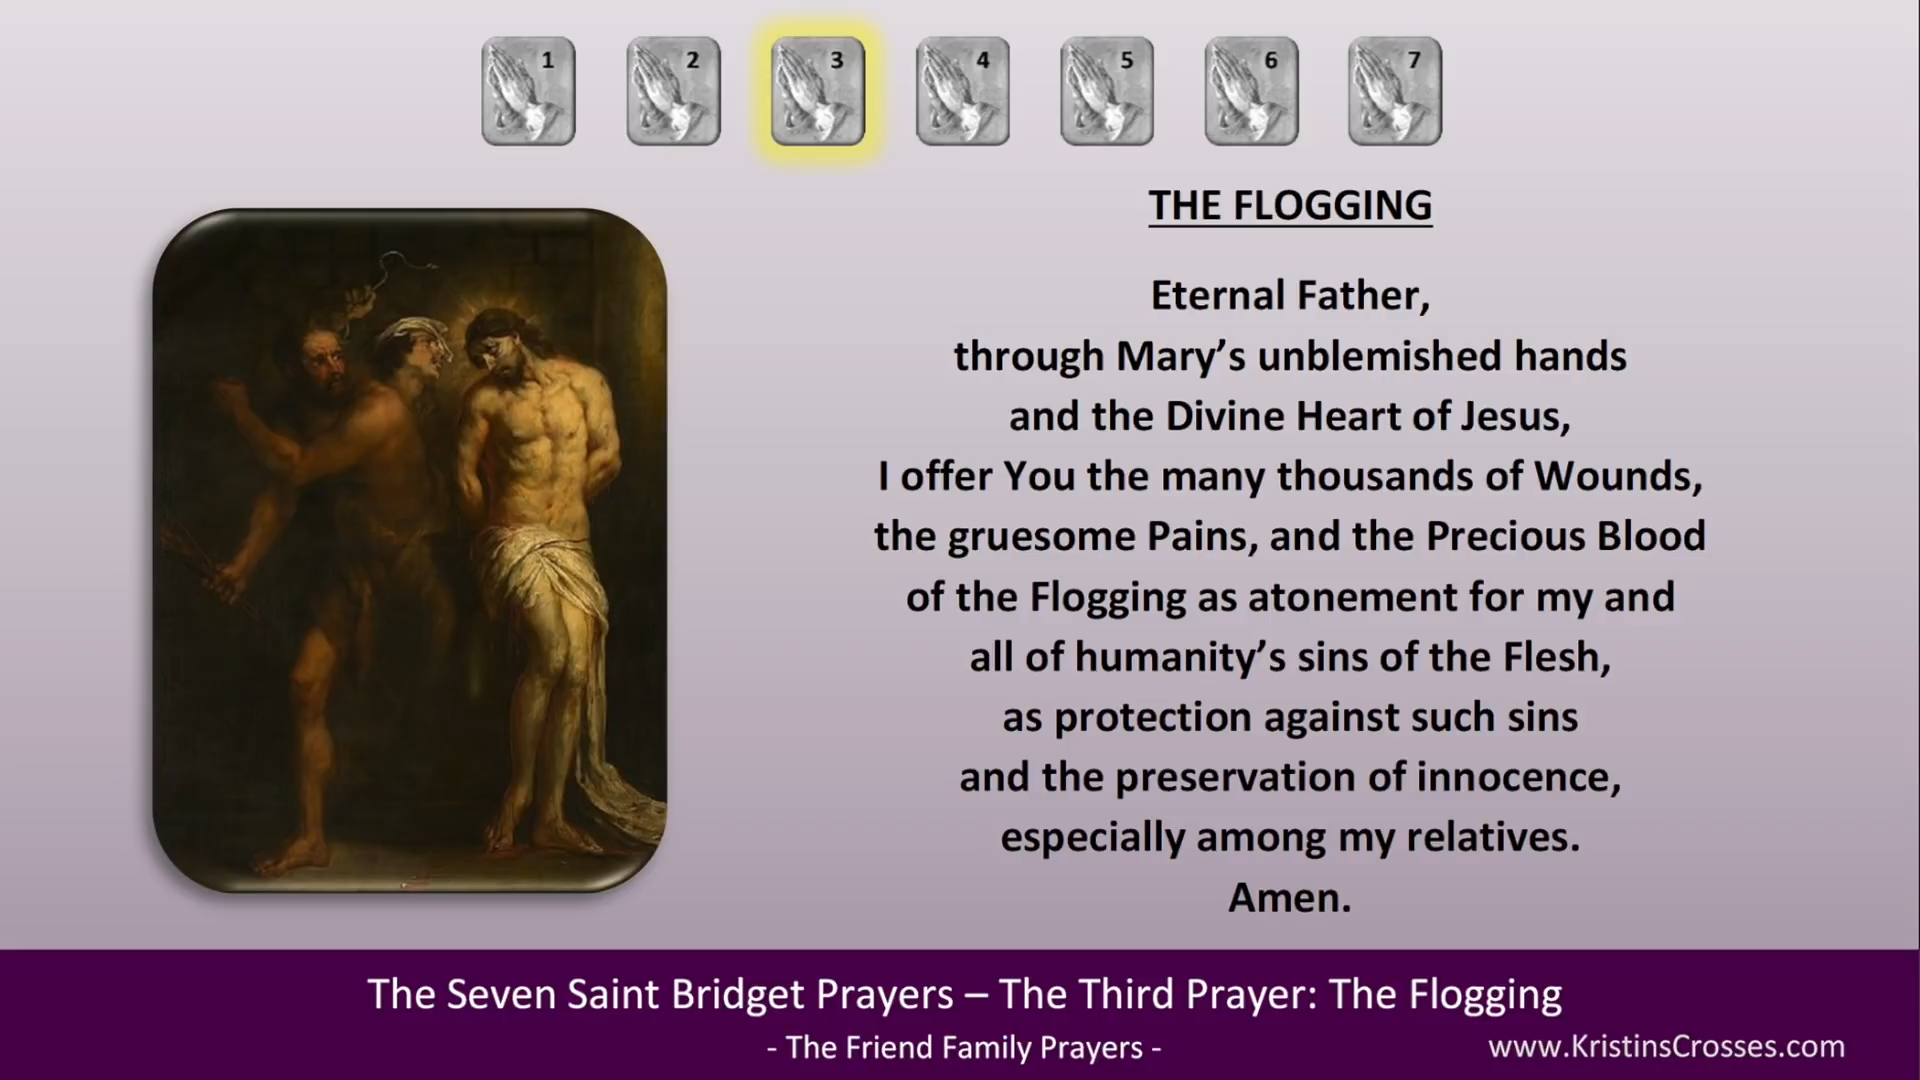 1 2 3 4 5 6 7
THE FLOGGING
Eternal Father,
through Mary’s unblemished hands
and the Divine Heart of Jesus,
I offer You the many thousands of Wounds,
the gruesome Pains, and the Precious Blood
of the Flogging as atonement for my and
all of humanity’s sins of the Flesh,
as protection against such sins
and the preservation of innocence,
especially among my relatives.
Amen.
The Seven Saint Bridget Prayers – The Third Prayer: The Flogging
- The Friend Family Prayers -
www.KristinsCrosses.com